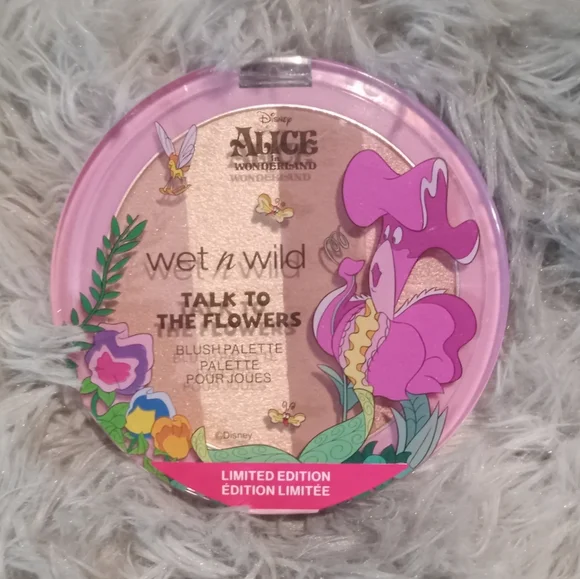 Disney
ALICE
in
WONDERLAND
wet n wild
TALK TO
THE FLOWERS
BLUSH PALETTE
PALETTE
POUR JOUES
©Disney
LIMITED EDITION
ÉDITION LIMITÉE